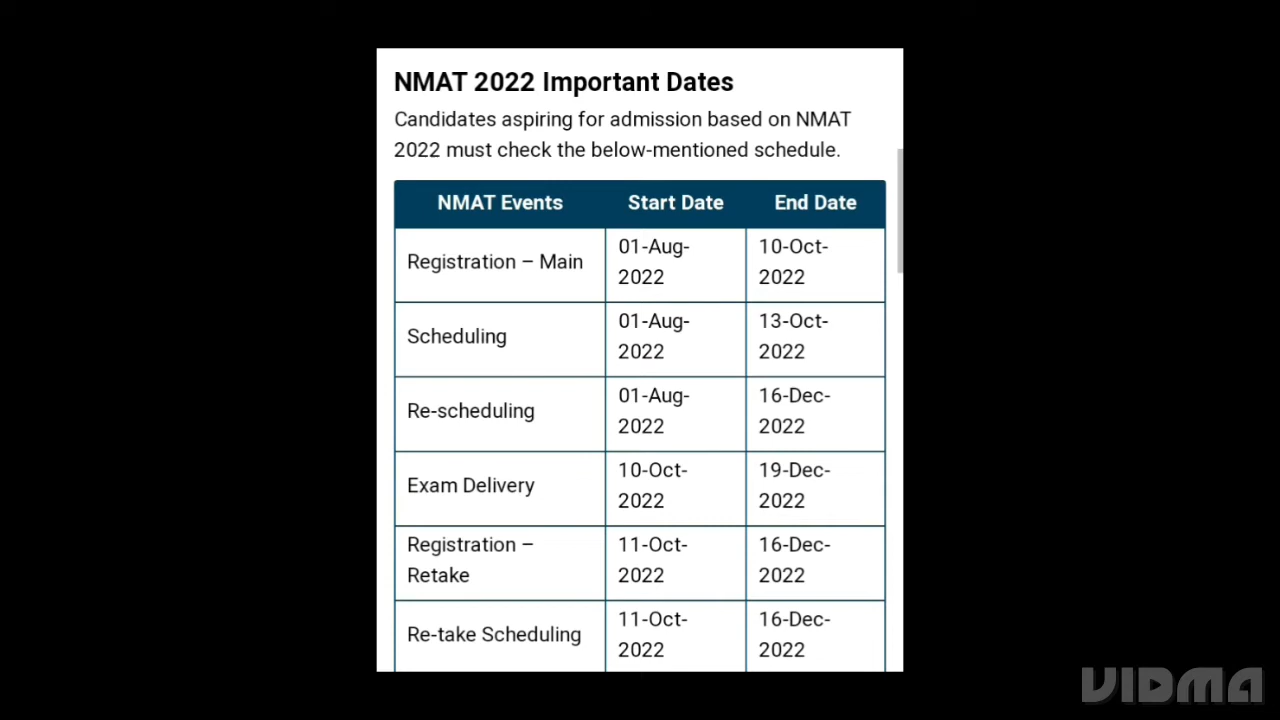 NMAT 2022 Important Dates
Candidates aspiring for admission based on NMAT
2022 must check the below-mentioned schedule.
NMAT Events Start Date End Date
Registration – Main 01-Aug-2022 10-Oct-2022
Scheduling 01-Aug-2022 13-Oct-2022
Re-scheduling 01-Aug-2022 16-Dec-2022
Exam Delivery 10-Oct-2022 19-Dec-2022
Registration – Retake 11-Oct-2022 16-Dec-2022
Re-take Scheduling 11-Oct-2022 16-Dec-2022
VIDMA